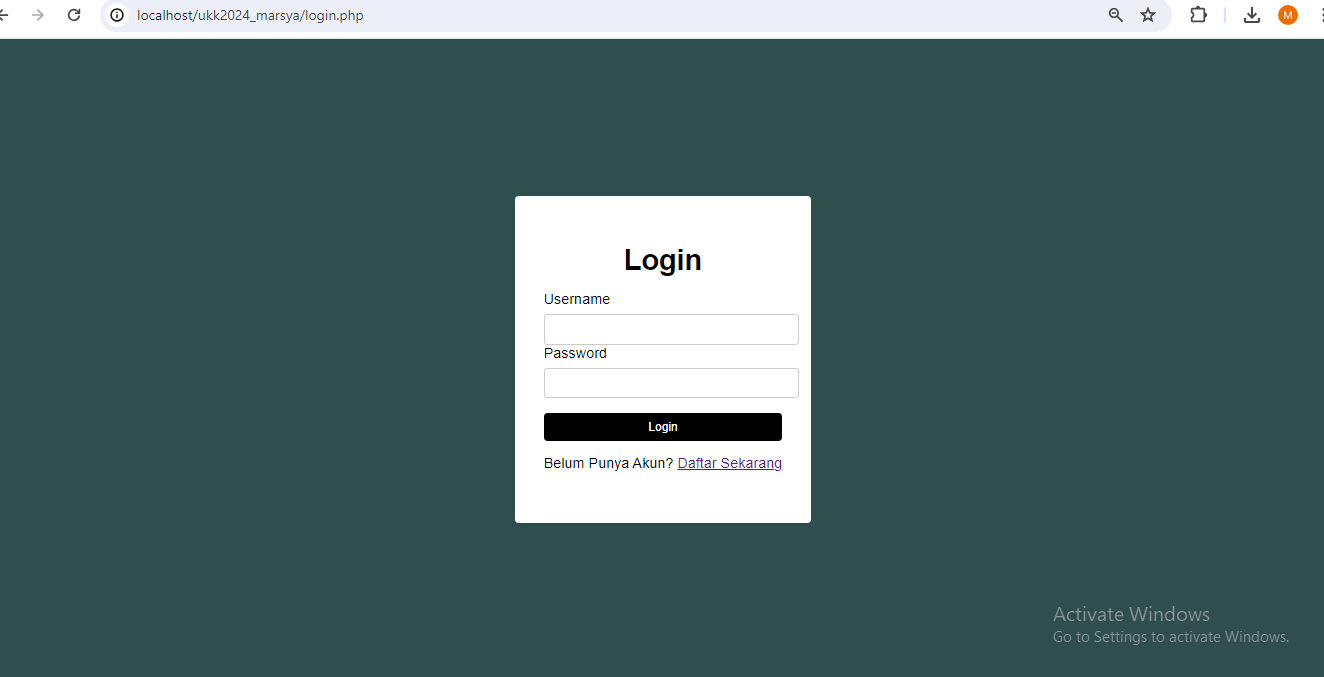 localhost/ukk2024_marsya/login.php
M
Login
Username
Password
Login
Belum Punya Akun? Daftar Sekarang
Activate Windows
Go to Settings to activate Windows.